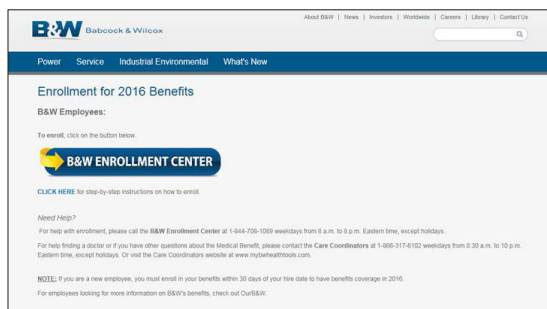 About B&W | News | Investors | Worldwide | Careers | Library | Contact Us
B&W Babcock & Wilcox
Power Service Industrial Environmental What's New
Enrollment for 2016 Benefits
B&W Employees:
To enroll, click on the button below.
B&W ENROLLMENT CENTER
CLICK HERE for step-by-step instructions on how to enroll.
Need Help?
For help with enrollment, please call the B&W Enrollment Center at 1-844-708-1089 weekdays from 8 a.m. to 8 p.m. Eastern time, except holidays.
For help finding a doctor or if you have other questions about the Medical Benefit, please contact the Care Coordinators at 1-866-317-6102 weekdays from 8:30 a.m. to 10 p.m.
Eastern time, except holidays. Or visit the Care Coordinators website at www.mybwhealthtools.com.
NOTE: If you are a new employee, you must enroll in your benefits within 30 days of your hire date to have benefits coverage in 2016.
For employees looking for more information on B&W's benefits, check out OurB&W.